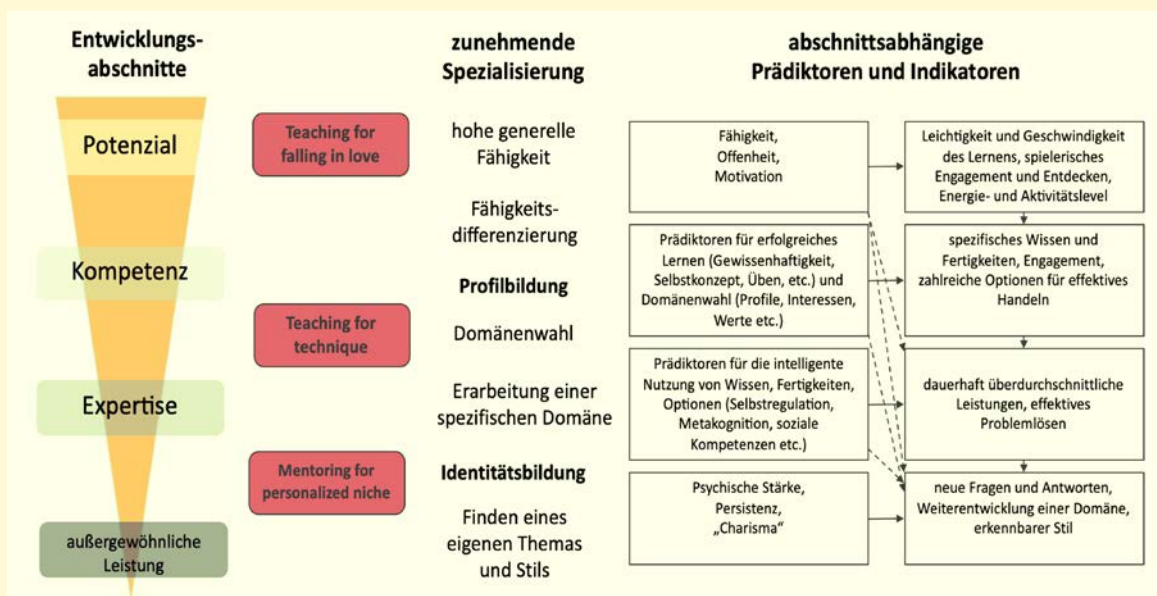 Entwicklungs-
abschnitte
Potenzial
Kompetenz
Expertise
außergewöhnliche
Leistung
Teaching for
falling in love
Teaching for
technique
Mentoring for
personalized niche
zunehmende
Spezialisierung
hohe generelle
Fähigkeit
Fähigkeits-
differenzierung
Profilbildung
Domänenwahl
Erarbeitung einer
spezifischen Domäne
Identitätsbildung
Finden eines
eigenen Themas
und Stils
abschnittsabhängige
Prädiktoren und Indikatoren
Fähigkeit,
Offenheit,
Motivation
Leichtigkeit und Geschwindigkeit
des Lernens, spielerisches
Engagement und Entdecken,
Energie- und Aktivitätslevel
Prädiktoren für erfolgreiches
Lernen (Gewissenhaftigkeit,
Selbstkonzept, Üben, etc.) und
Domänenwahl (Profile, Interessen,
Werte etc.)
spezifisches Wissen und
Fertigkeiten, Engagement,
zahlreiche Optionen für effektives
Handeln
Prädiktoren für die intelligente
Nutzung von Wissen, Fertigkeiten,
Optionen (Selbstregulation,
Metakognition, soziale
Kompetenzen etc.)
dauerhaft überdurchschnittliche
Leistungen, effektives
Problemlösen
Psychische Stärke,
Persistenz,
„Charisma“
neue Fragen und Antworten,
Weiterentwicklung einer Domäne,
erkennbarer Stil